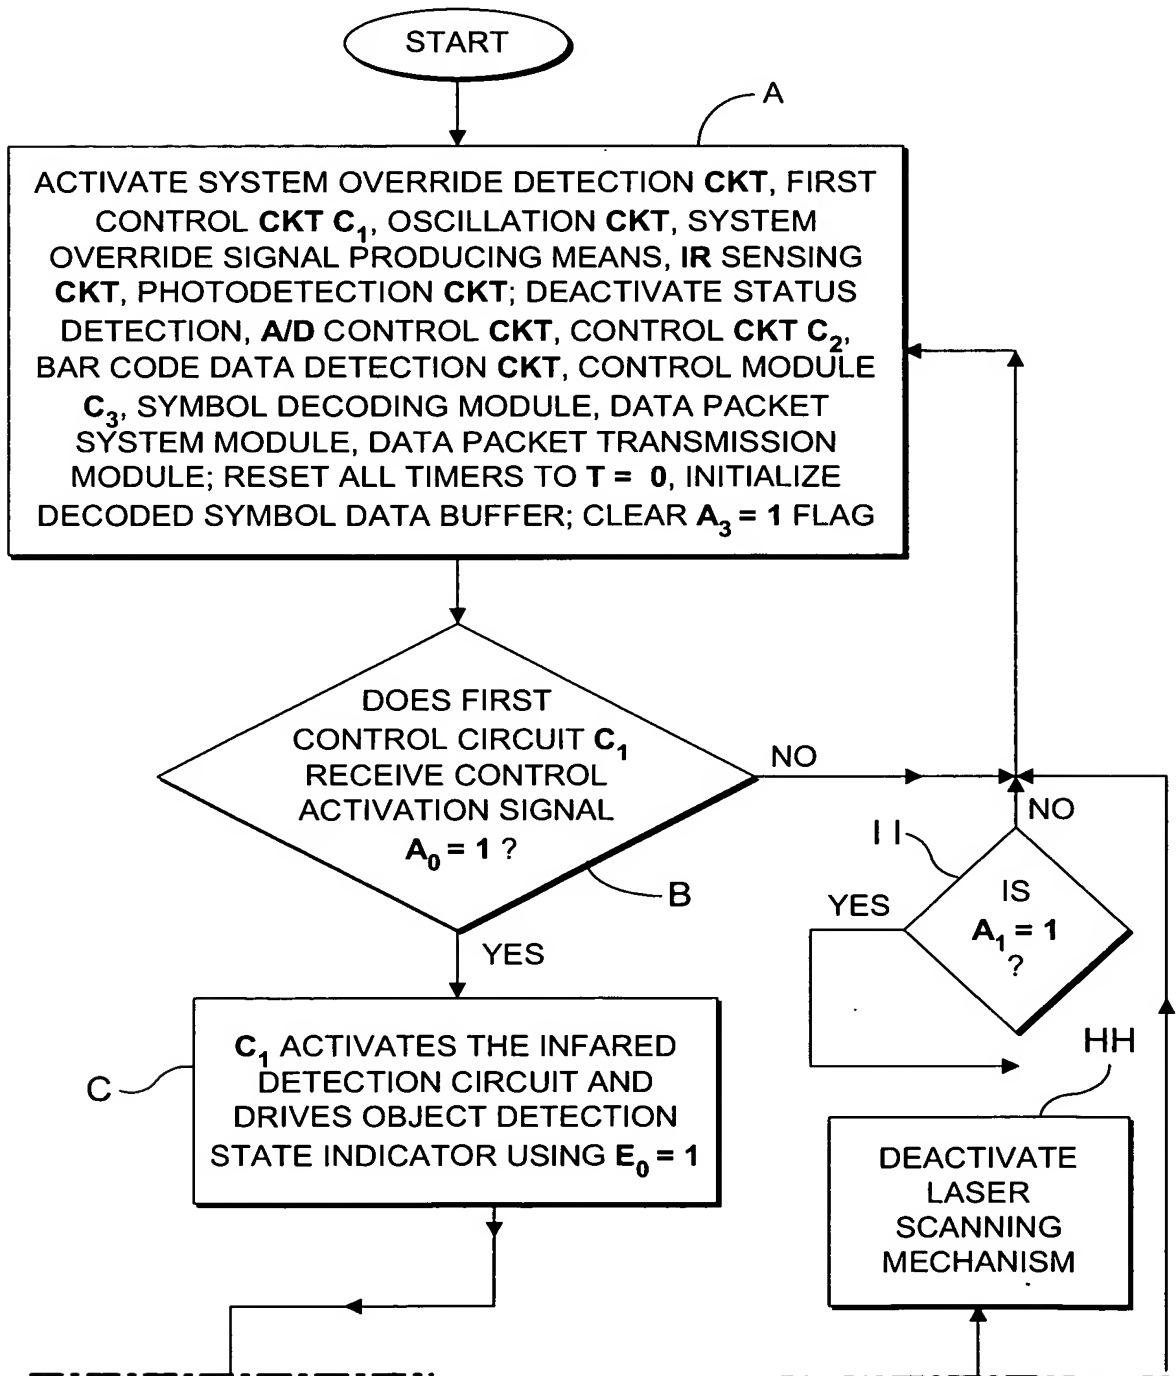 START
A
ACTIVATE SYSTEM OVERRIDE DETECTION CKT, FIRST
CONTROL CKT C1, OSCILLATION CKT, SYSTEM
OVERRIDE SIGNAL PRODUCING MEANS, IR SENSING
CKT, PHOTODETECTION CKT; DEACTIVATE STATUS
DETECTION, A/D CONTROL CKT, CONTROL CKT C2,
BAR CODE DATA DETECTION CKT, CONTROL MODULE
C3, SYMBOL DECODING MODULE, DATA PACKET
SYSTEM MODULE, DATA PACKET TRANSMISSION
MODULE; RESET ALL TIMERS TO T = 0, INITIALIZE
DECODED SYMBOL DATA BUFFER; CLEAR A3 = 1 FLAG
DOES FIRST
CONTROL CIRCUIT C1
RECEIVE CONTROL
ACTIVATION SIGNAL
A0 = 1 ?
NO
B
YES
II
NO
YES
IS
A1 = 1
?
C
C1 ACTIVATES THE INFARED
DETECTION CIRCUIT AND
DRIVES OBJECT DETECTION
STATE INDICATOR USING E0 = 1
HH
DEACTIVATE
LASER
SCANNING
MECHANISM